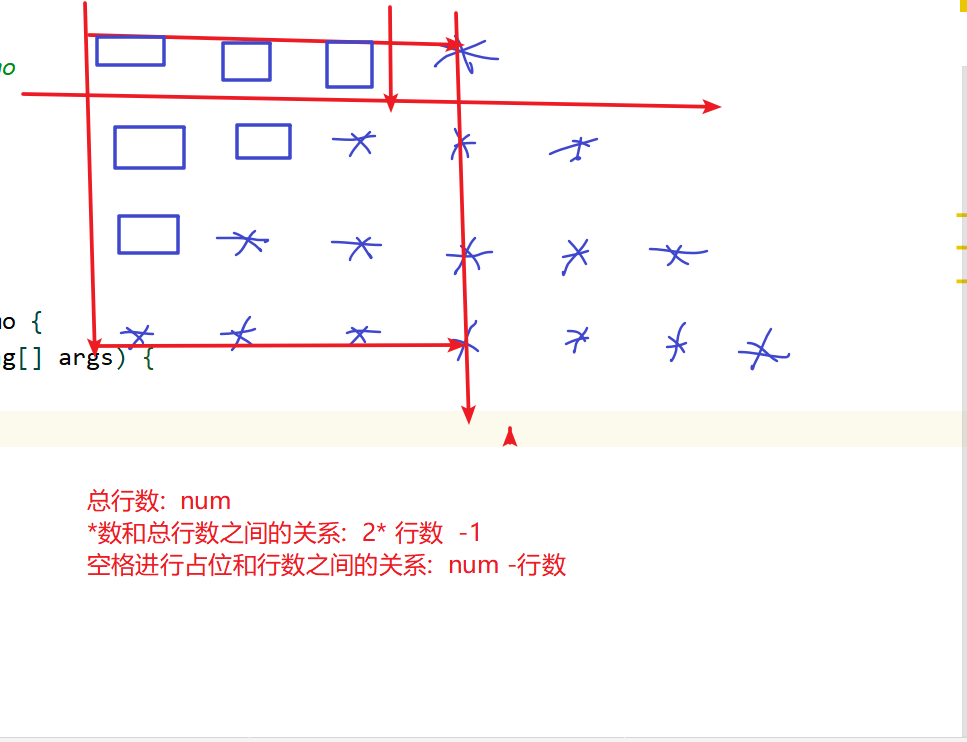 no
no {
g[] args) {
总行数: num
*数和总行数之间的关系: 2* 行数 -1
空格进行占位和行数之间的关系: num -行数